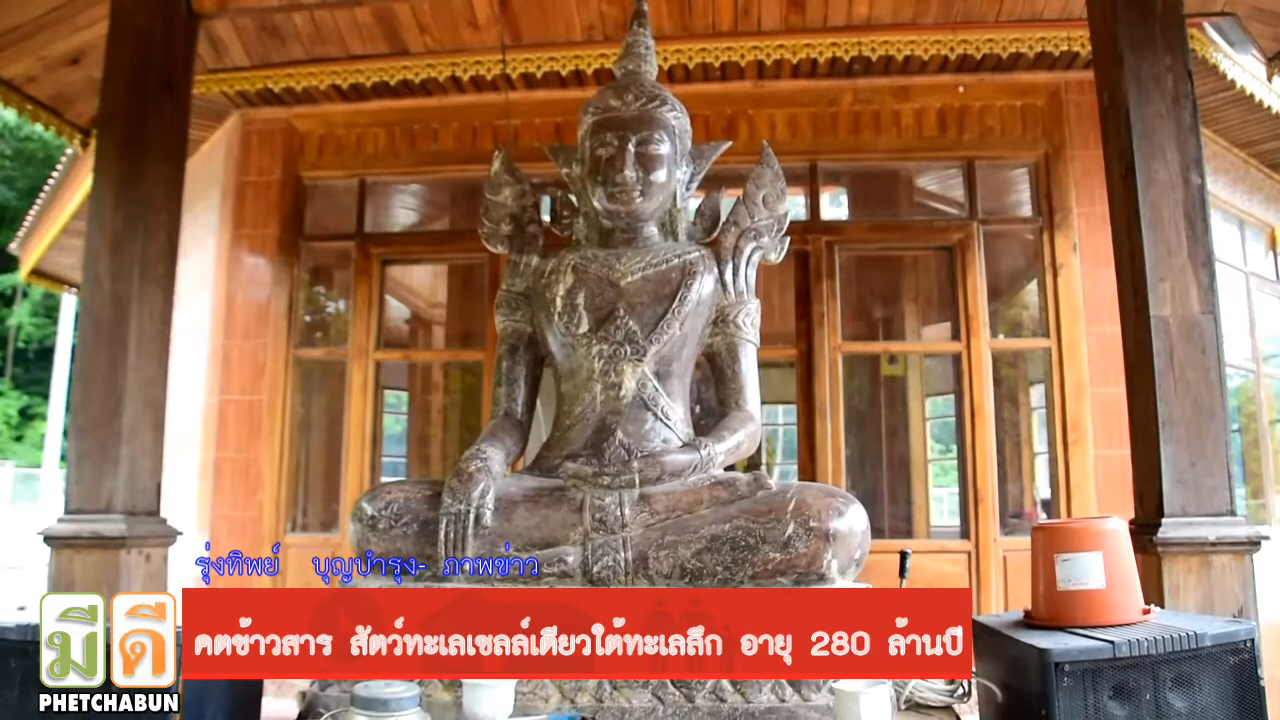 รุ่งทิพย์ บุญบำรุง- ภาพข่าว
มีดี
PHETCHABUN
คตข้าวสาร สัตว์ทะเลเซลล์เดียวใต้ทะเลลึก อายุ 280 ล้านปี